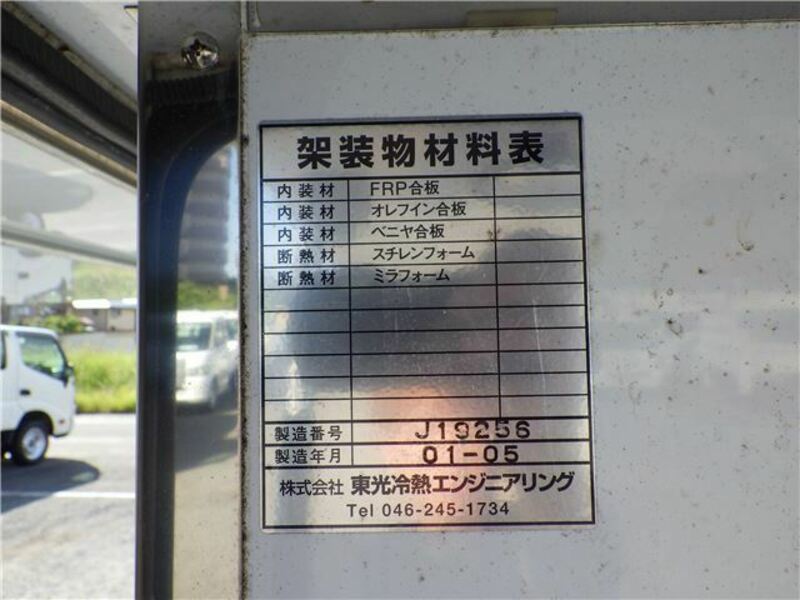 架装物材料表
内装材 FRP合板
内装材 オレフイン合板
内装材 ベニヤ合板
断熱材 スチレンフォーム
断熱材 ミラフォーム
製造番号 J19256
製造年月 01-05
株式会社 東光冷熱エンジニアリング
Tel 046-245-1734